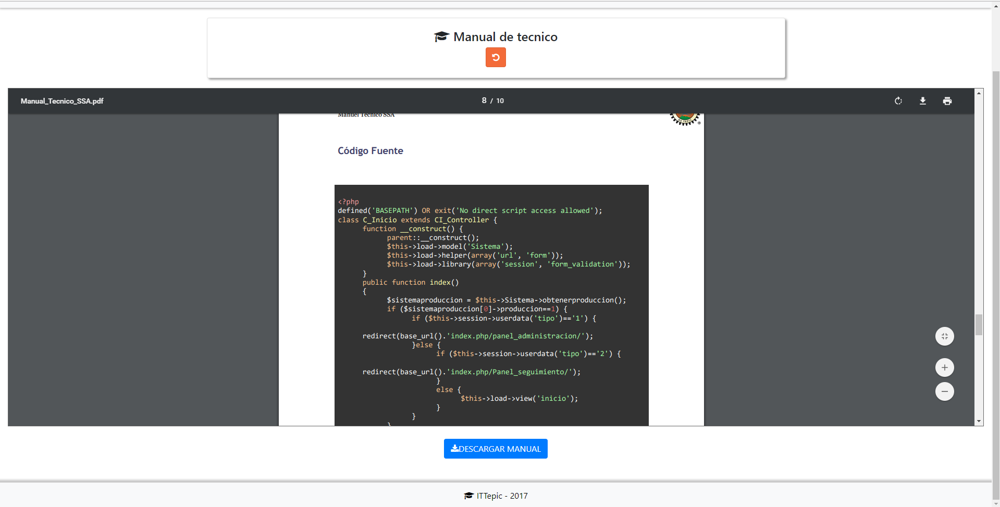 Manual de tecnico
Manual_Tecnico_SSA.pdf
8 / 10
Manuel Tecnico SSA
DE TEPIC
®
Código Fuente
<?php
defined('BASEPATH') OR exit('No direct script access allowed');
class C_Inicio extends CI_Controller {
function __construct() {
parent::__construct();
$this->load->model('Sistema');
$this->load->helper(array('url', 'form'));
$this->load->library(array('session', 'form_validation'));
}
public function index()
{
$sistemaproduccion = $this->Sistema->obtenerproduccion();
if ($sistemaproduccion[0]->produccion==1) {
if ($this->session->userdata('tipo')=='1') {
redirect(base_url().'index.php/panel_administracion/');
}else {
if ($this->session->userdata('tipo')=='2') {
redirect(base_url().'index.php/Panel_seguimiento/');
}
else {
$this->load->view('inicio');
}
}
}
DESCARGAR MANUAL
ITTepic - 2017